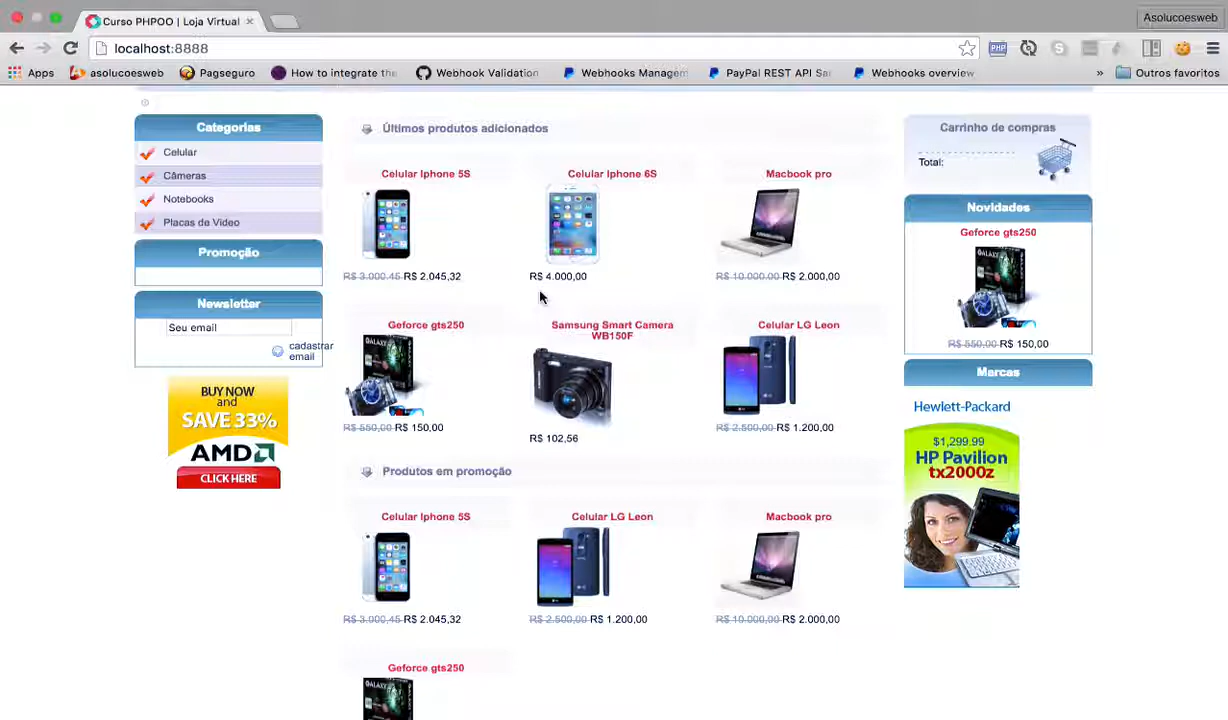 Curso PHPOO | Loja Virtual
Asolucoesweb
localhost:8888
PHP
Apps
asolucoesweb
Pagseguro
How to integrate the
Webhook Validation
Webhooks Managem
PayPal REST API Sa
Webhooks overview
»
Outros favoritos
Categorias
Celular
Câmeras
Notebooks
Placas de Video
Promoção
Newsletter
Seu email
cadastrar
email
BUY NOW
and
SAVE 33%
AMD
CLICK HERE
Últimos produtos adicionados
Celular Iphone 5S
R$ 3.000,45 R$ 2.045,32
Celular Iphone 6S
R$ 4.000,00
Macbook pro
R$ 10.000,00 R$ 2.000,00
Geforce gts250
GALAXY
R$ 550,00 R$ 150,00
Samsung Smart Camera
WB150F
R$ 102,56
Celular LG Leon
R$ 2.500,00 R$ 1.200,00
Produtos em promoção
Celular Iphone 5S
R$ 3.000,45 R$ 2.045,32
Celular LG Leon
R$ 2.500,00 R$ 1.200,00
Macbook pro
R$ 10.000,00 R$ 2.000,00
Geforce gts250
GALAXY
Carrinho de compras
Total:
Novidades
Geforce gts250
GALAXY
R$ 550,00 R$ 150,00
Marcas
Hewlett-Packard
$1,299.99
HP Pavilion
tx2000z